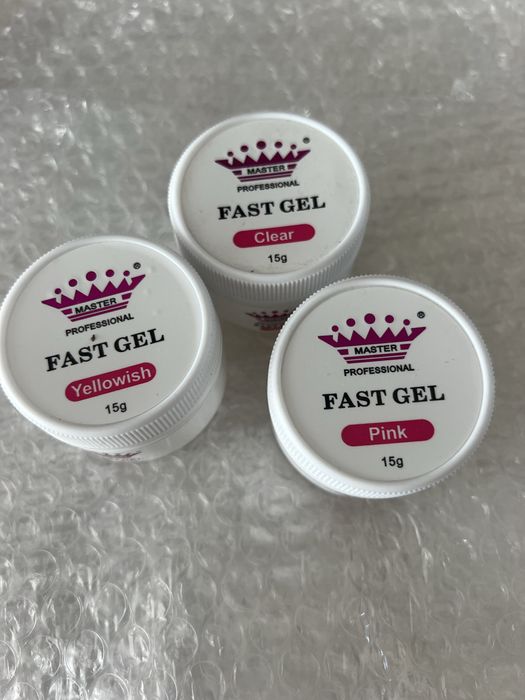 MASTER
PROFESSIONAL
FAST GEL
Clear
15g
MASTER
PROFESSIONAL
FAST GEL
Yellowish
15g
MASTER
PROFESSIONAL
FAST GEL
Pink
15g